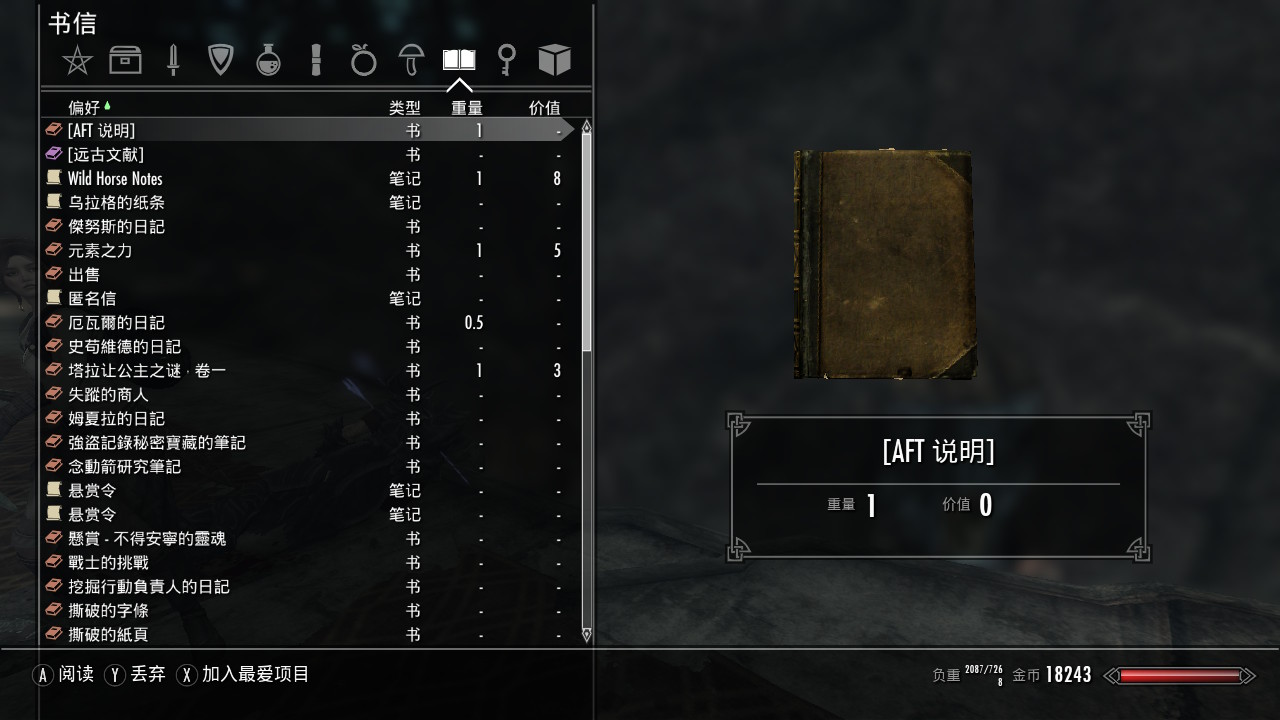 书信
偏好 类型 重量 价值
[AFT 说明] 书 1 -
[远古文献] 书 - -
Wild Horse Notes 笔记 1 8
乌拉格的纸条 笔记 - -
傑努斯的日記 书 - -
元素之力 书 1 5
出售 书 - -
匿名信 笔记 - -
厄瓦爾的日記 书 0.5 -
史苟維德的日記 书 - -
塔拉让公主之谜 · 卷一 书 1 3
失蹤的商人 书 - -
姆夏拉的日記 书 - -
強盜記錄秘密寶藏的筆記 书 - -
念動箭研究筆記 书 - -
悬赏令 笔记 - -
悬赏令 笔记 - -
懸賞 - 不得安寧的靈魂 书 - -
戰士的挑戰 书 - -
挖掘行動負責人的日記 书 - -
撕破的字條 书 - -
撕破的紙頁 书 - -
[AFT 说明]
重量 1 价值 0
A 阅读 Y 丢弃 X 加入最爱项目
负重 2087/7268 金币 18243